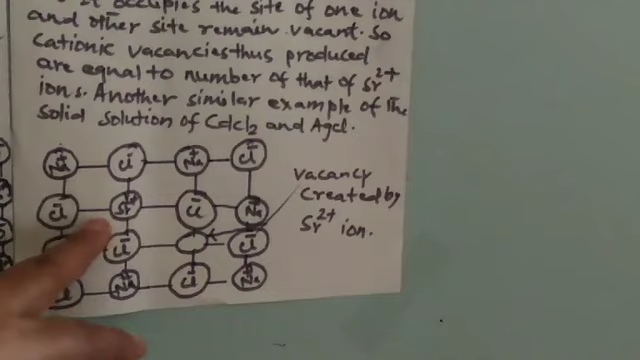 It occupies the site of one ion
and other site remain vacant. So
cationic vacancies thus produced
are equal to number of that of Sr²⁺
ions. Another similar example of the
solid solution of CdCl₂ and AgCl.
Na⁺ Cl⁻ Na⁺ Cl⁻
Cl⁻ Sr²⁺ Cl⁻ Na⁺
Cl⁻ Cl⁻
Cl⁻ Na⁺ Cl⁻ Na⁺
vacancy
created by
Sr²⁺ ion.